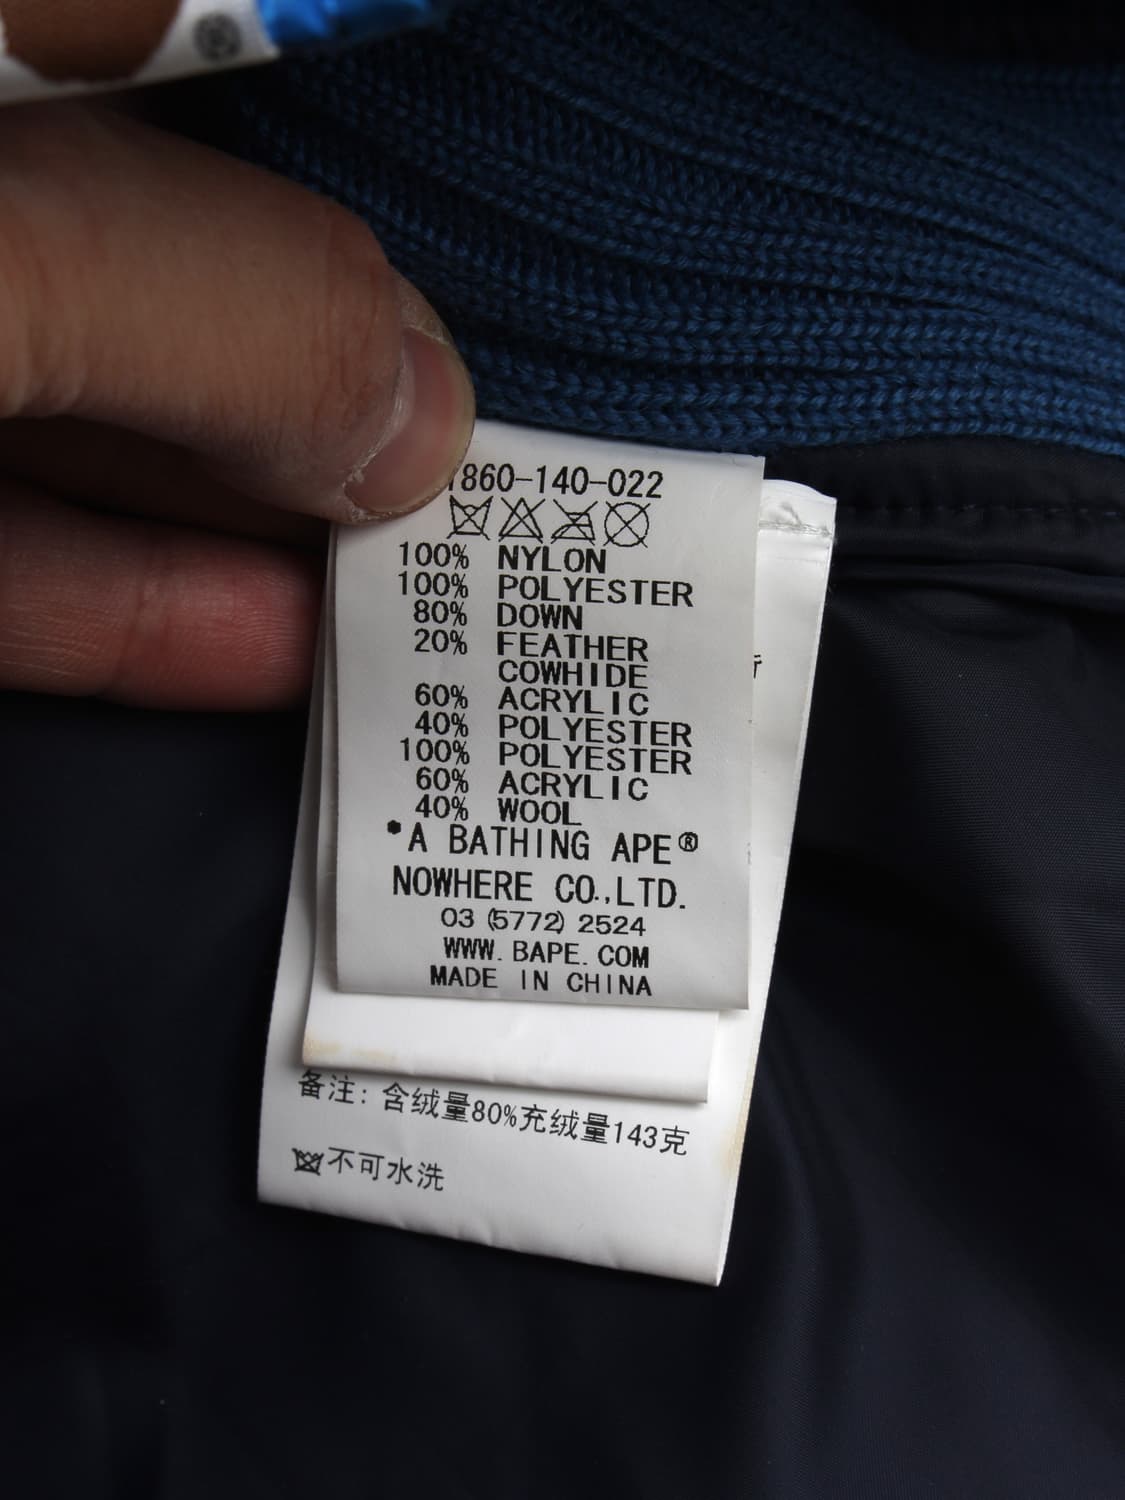 1860-140-022
100% NYLON
100% POLYESTER
80% DOWN
20% FEATHER
COWHIDE
60% ACRYLIC
40% POLYESTER
100% POLYESTER
60% ACRYLIC
40% WOOL
*A BATHING APE®
NOWHERE CO.,LTD.
03 (5772) 2524
WWW. BAPE. COM
MADE IN CHINA
备注: 含绒量80%充绒量143克
不可水洗